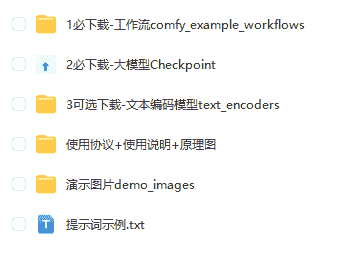 1必下载-工作流comfy_example_workflows
2必下载-大模型Checkpoint
3可选下载-文本编码模型text_encoders
使用协议+使用说明+原理图
演示图片demo_images
提示词示例.txt